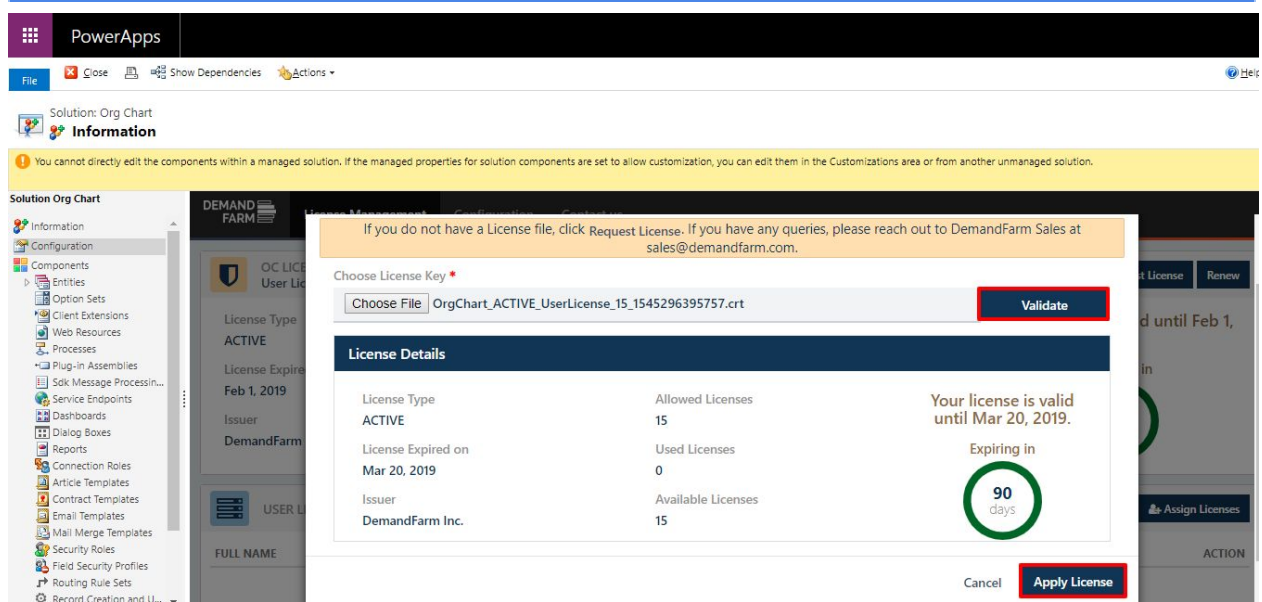 PowerApps
File
Close
Show Dependencies
Actions
Help
Solution: Org Chart
Information
You cannot directly edit the components within a managed solution. If the managed properties for solution components are set to allow customization, you can edit them in the Customizations area or from another unmanaged solution.
Solution Org Chart
Information
Configuration
Components
Entities
Option Sets
Client Extensions
Web Resources
Processes
Plug-in Assemblies
Sdk Message Processin...
Service Endpoints
Dashboards
Dialog Boxes
Reports
Connection Roles
Article Templates
Contract Templates
Email Templates
Mail Merge Templates
Security Roles
Field Security Profiles
Routing Rule Sets
Record Creation and U...
DEMAND
FARM
License Management Configuration Contact us
OC LICE
User Lic
st License
Renew
License Type
ACTIVE
License Expire
Feb 1, 2019
Issuer
DemandFarm
d until Feb 1,
in
USER LI
Assign Licenses
FULL NAME
ACTION
If you do not have a License file, click Request License. If you have any queries, please reach out to DemandFarm Sales at
sales@demandfarm.com.
Choose License Key *
Choose File OrgChart_ACTIVE_UserLicense_15_1545296395757.crt
Validate
License Details
License Type
ACTIVE
License Expired on
Mar 20, 2019
Issuer
DemandFarm Inc.
Allowed Licenses
15
Used Licenses
0
Available Licenses
15
Your license is valid
until Mar 20, 2019.
Expiring in
90
days
Cancel
Apply License